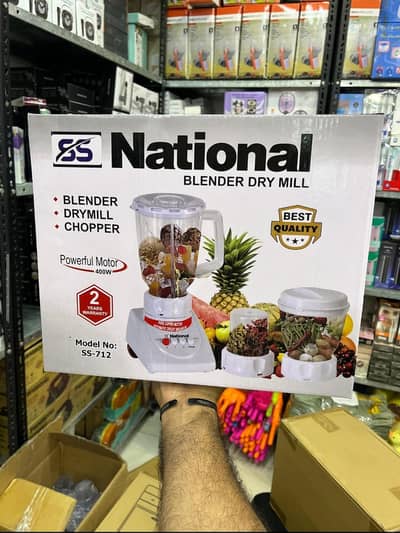 SS National
BLENDER DRY MILL
• BLENDER
• DRYMILL
• CHOPPER
BEST
QUALITY
Powerful Motor
400W
2
YEARS
WARRANTY
National
Model No:
SS-712